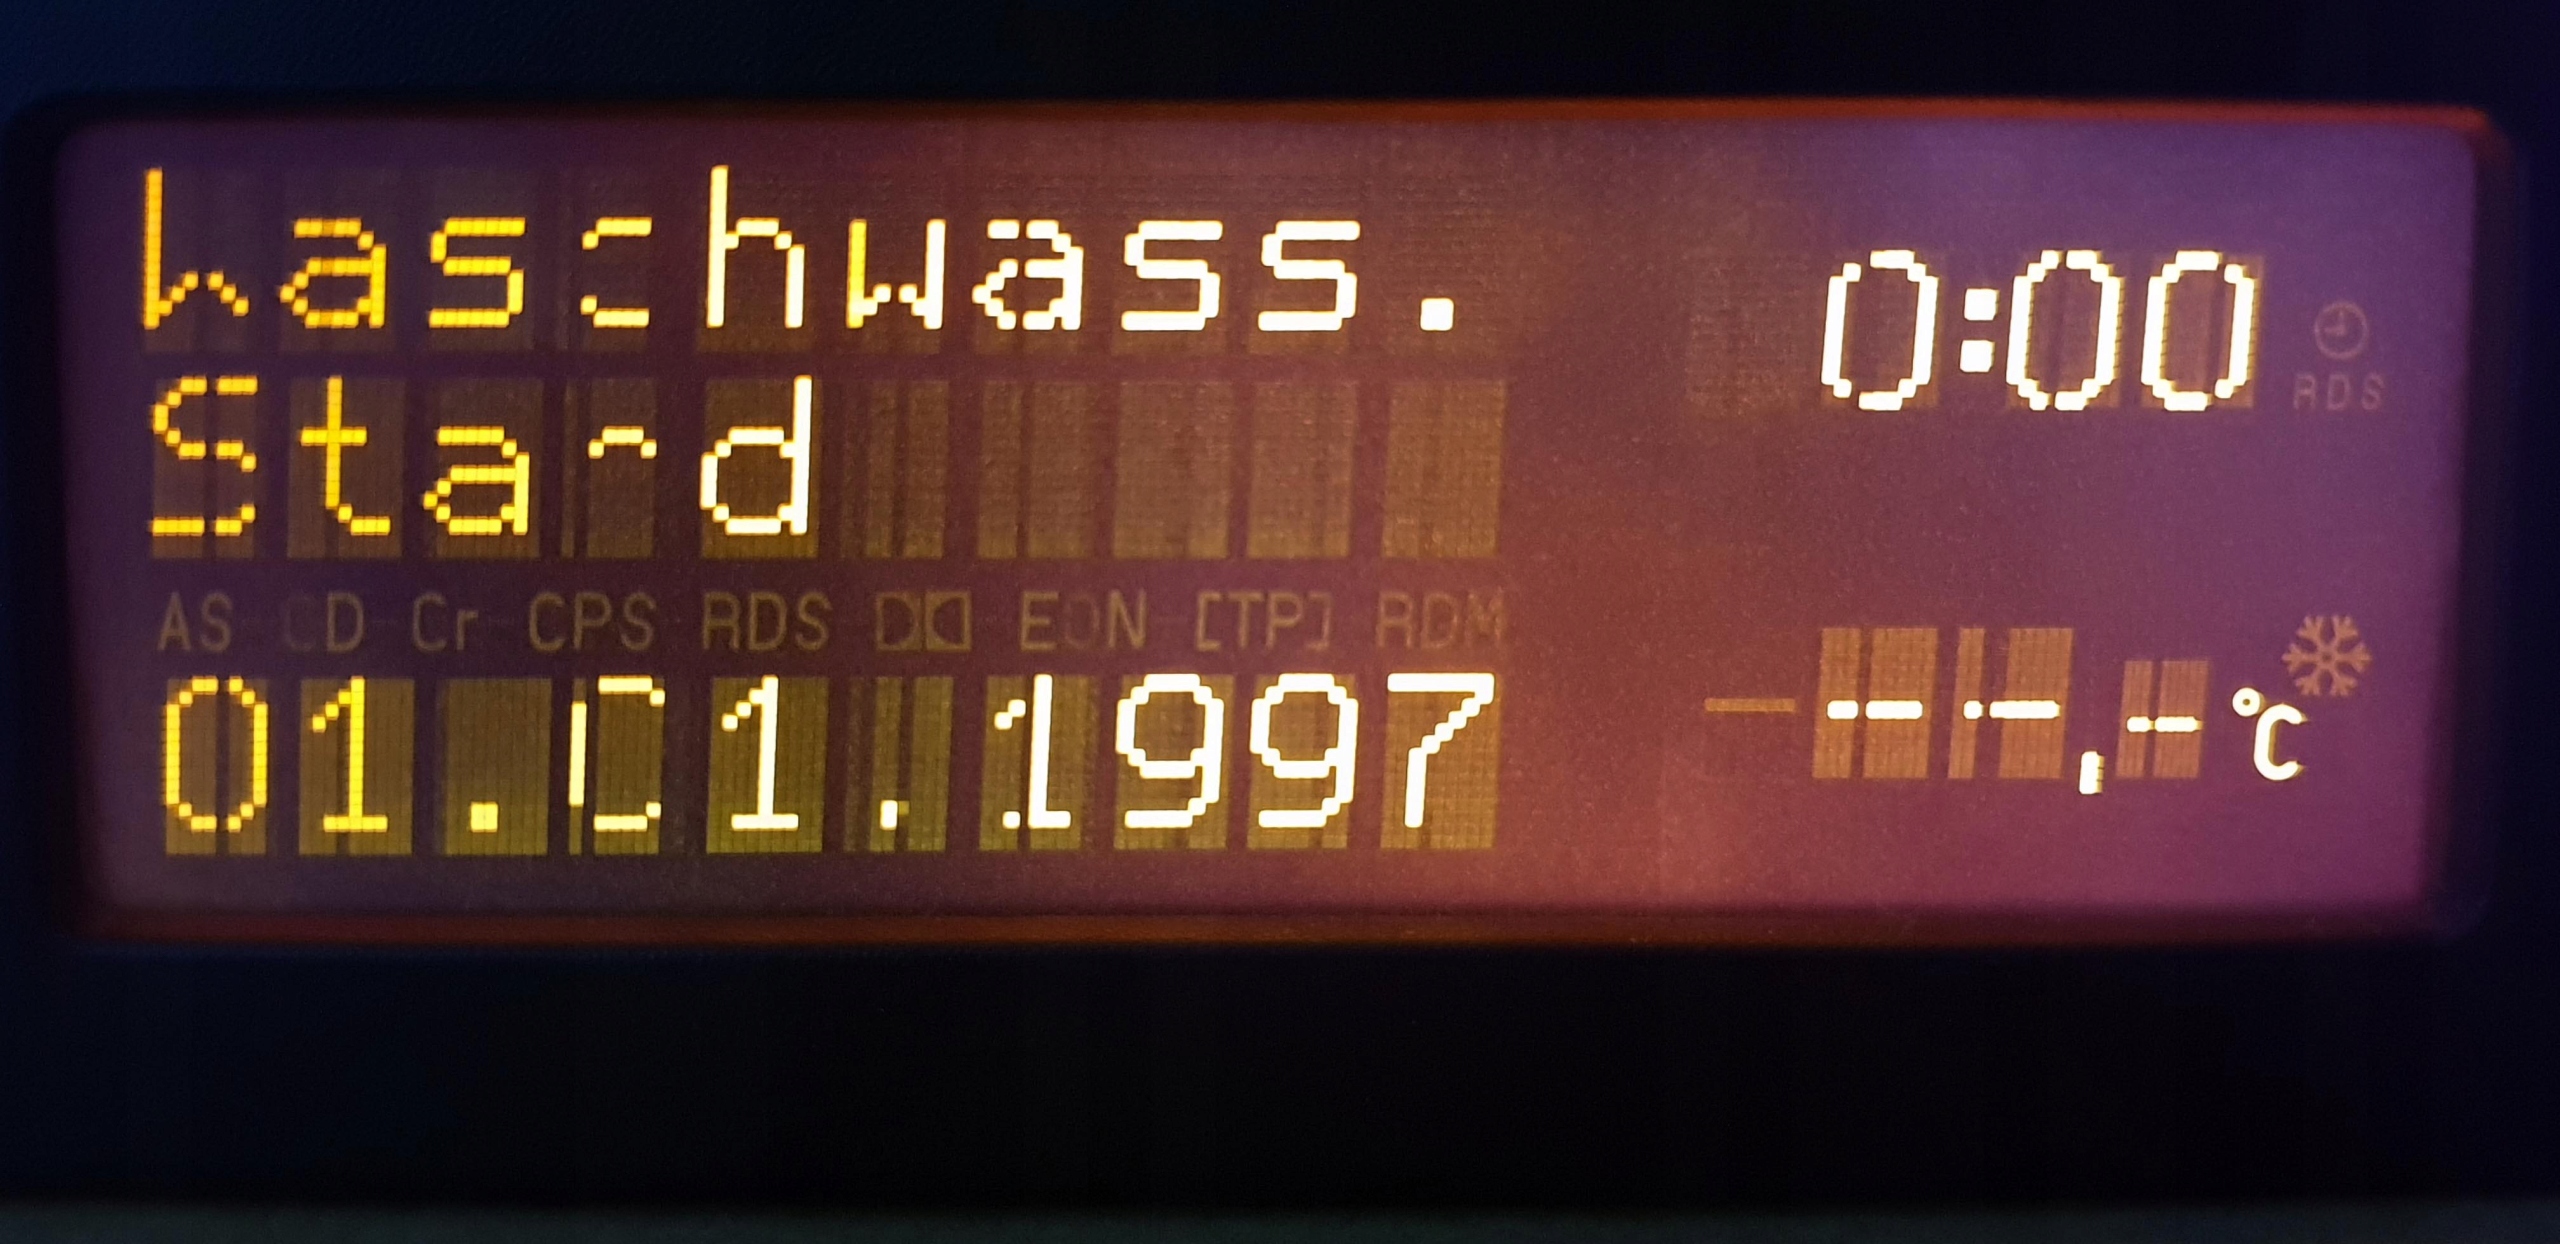 Waschwass.
Stand
0:00
RDS
AS CD Cr CPS RDS EON [TP] RDM
01.01.1997
--,-°C